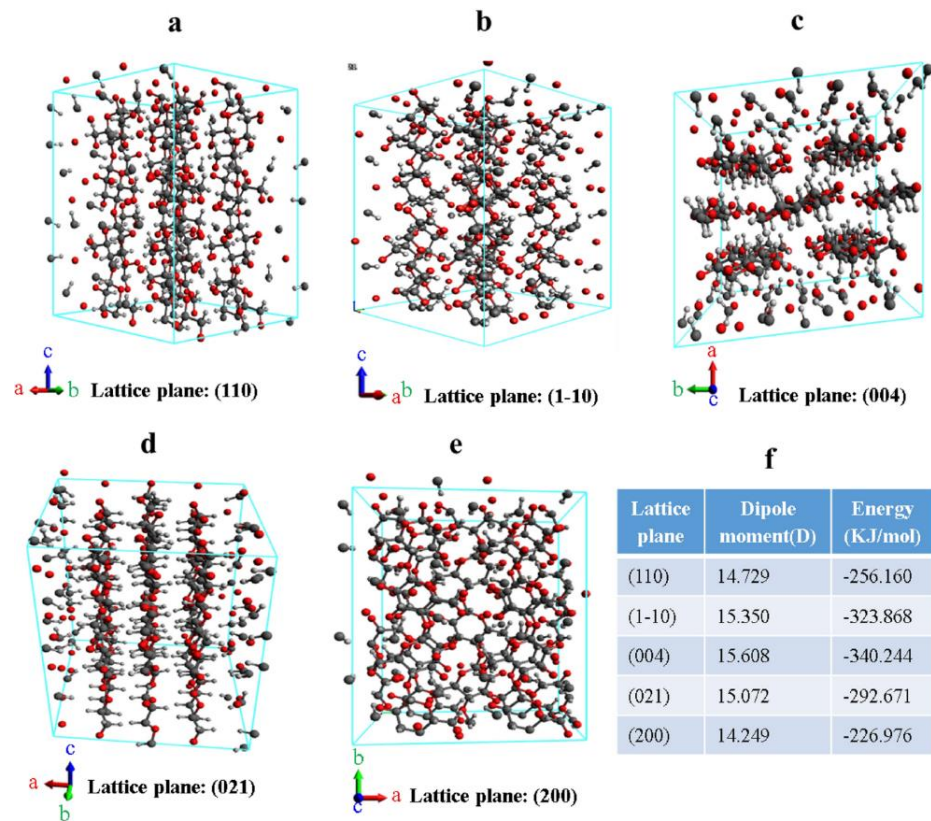 a
b
c
c
a
b
Lattice plane: (110)
c
b
a
Lattice plane: (1-10)
a
b
c
Lattice plane: (004)
d
e
f
c
a
b
Lattice plane: (021)
b
a
c
Lattice plane: (200)
Lattice plane Dipole moment(D) Energy (KJ/mol)
(110) 14.729 -256.160
(1-10) 15.350 -323.868
(004) 15.608 -340.244
(021) 15.072 -292.671
(200) 14.249 -226.976